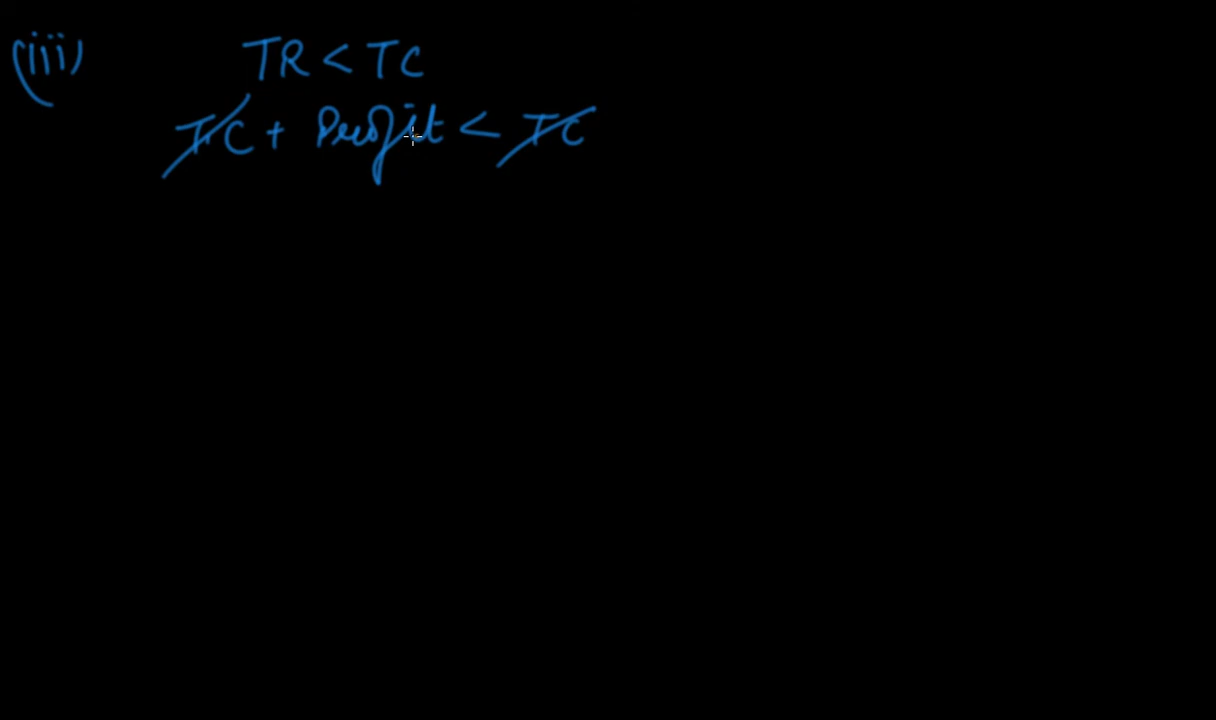 (iii) TR < TC
TC + Profit < TC